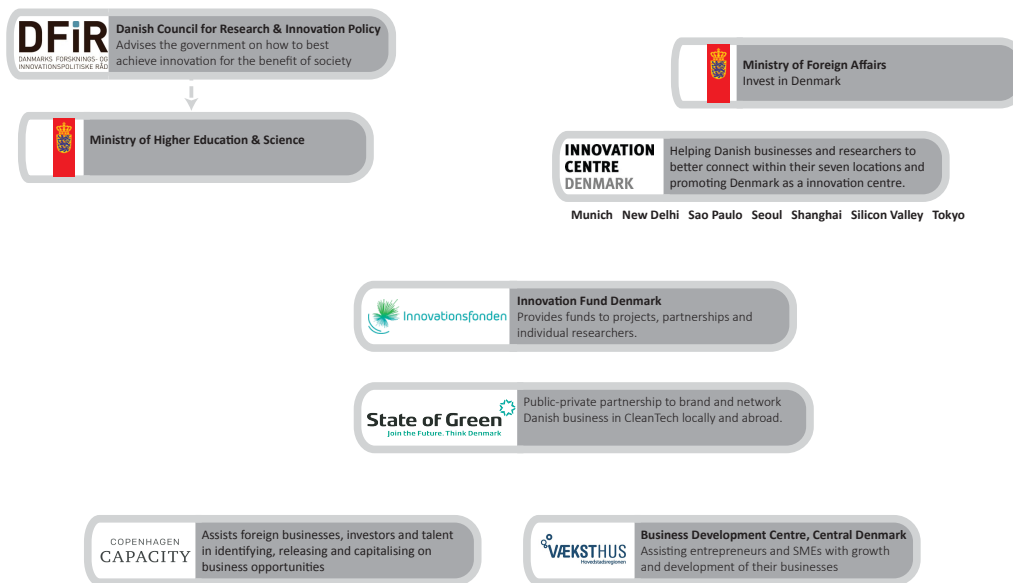 DFiR
DANMARKS FORSKNINGS- OG
INNOVATIONSPOLITISKE RÅD
Danish Council for Research & Innovation Policy
Advises the government on how to best
achieve innovation for the benefit of society
Ministry of Foreign Affairs
Invest in Denmark
Ministry of Higher Education & Science
INNOVATION
CENTRE
DENMARK
Helping Danish businesses and researchers to
better connect within their seven locations and
promoting Denmark as a innovation centre.
Munich New Delhi Sao Paulo Seoul Shanghai Silicon Valley Tokyo
Innovationsfonden
Innovation Fund Denmark
Provides funds to projects, partnerships and
individual researchers.
State of Green
Join the Future. Think Denmark
Public-private partnership to brand and network
Danish business in CleanTech locally and abroad.
COPENHAGEN
CAPACITY
Assists foreign businesses, investors and talent
in identifying, releasing and capitalising on
business opportunities
VÆKSTHUS
Hovedstadsregionen
Business Development Centre, Central Denmark
Assisting entrepreneurs and SMEs with growth
and development of their businesses